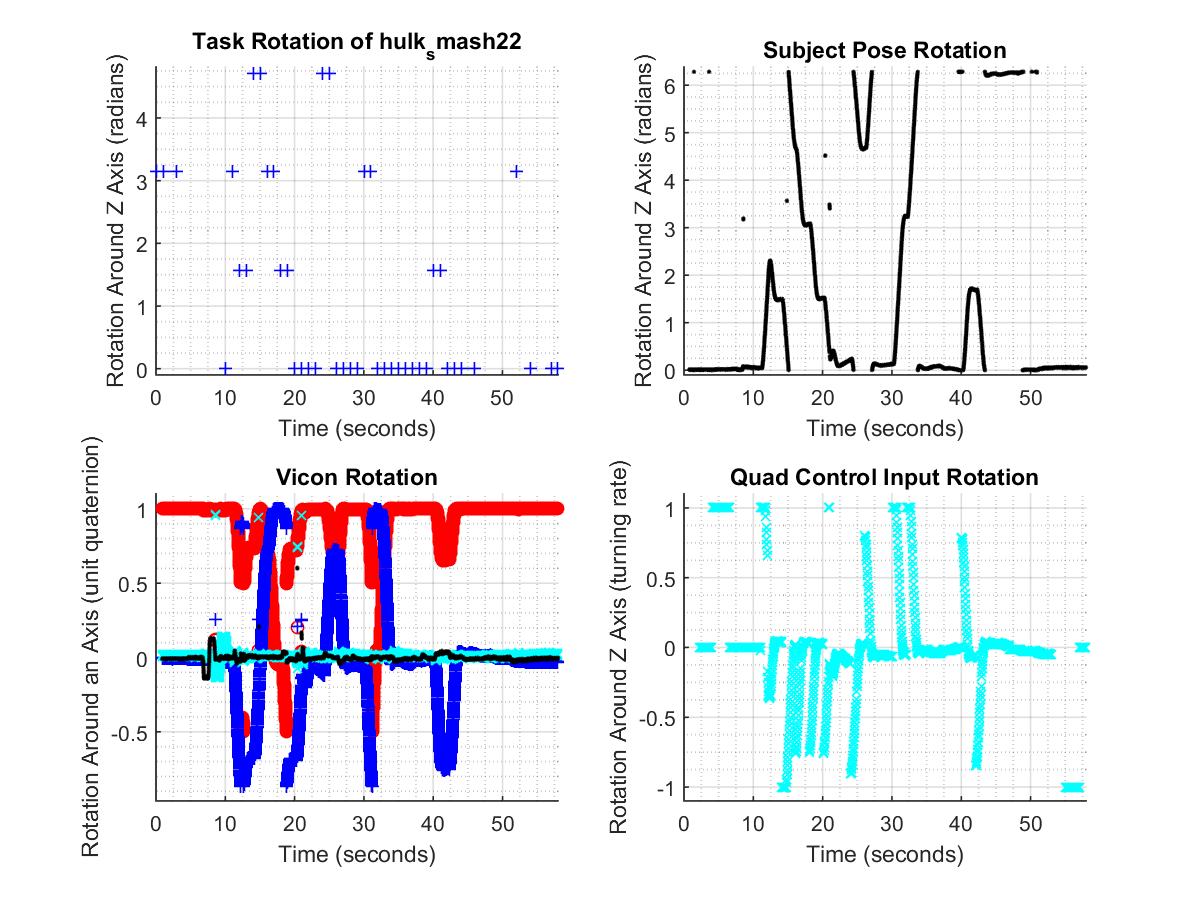 Task Rotation of hulksmash22
Rotation Around Z Axis (radians)
4
3
2
1
0
0 10 20 30 40 50
Time (seconds)
Subject Pose Rotation
Rotation Around Z Axis (radians)
6
5
4
3
2
1
0
0 10 20 30 40 50
Time (seconds)
Vicon Rotation
Rotation Around an Axis (unit quaternion)
1
0.5
0
-0.5
0 10 20 30 40 50
Time (seconds)
Quad Control Input Rotation
Rotation Around Z Axis (turning rate)
1
0.5
0
-0.5
-1
0 10 20 30 40 50
Time (seconds)